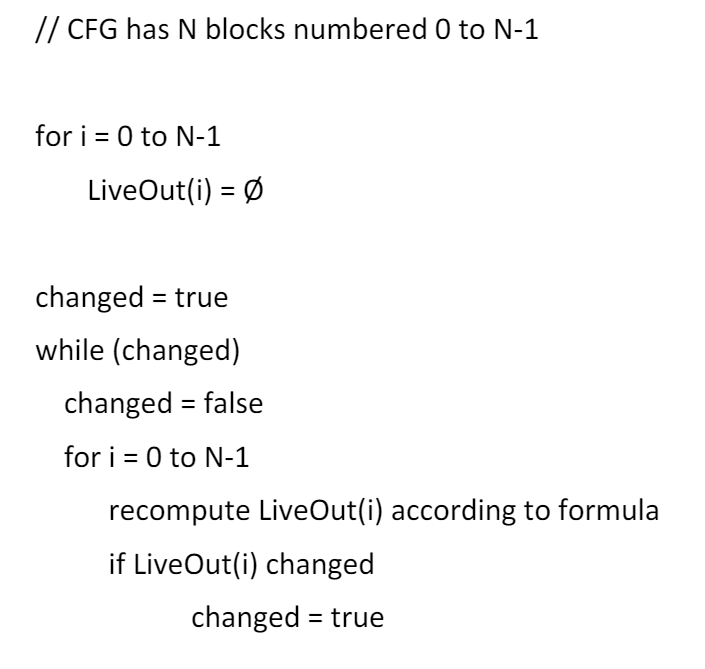 // CFG has N blocks numbered 0 to N-1
for i = 0 to N-1
LiveOut(i) = Ø
changed = true
while (changed)
changed = false
for i = 0 to N-1
recompute LiveOut(i) according to formula
if LiveOut(i) changed
changed = true